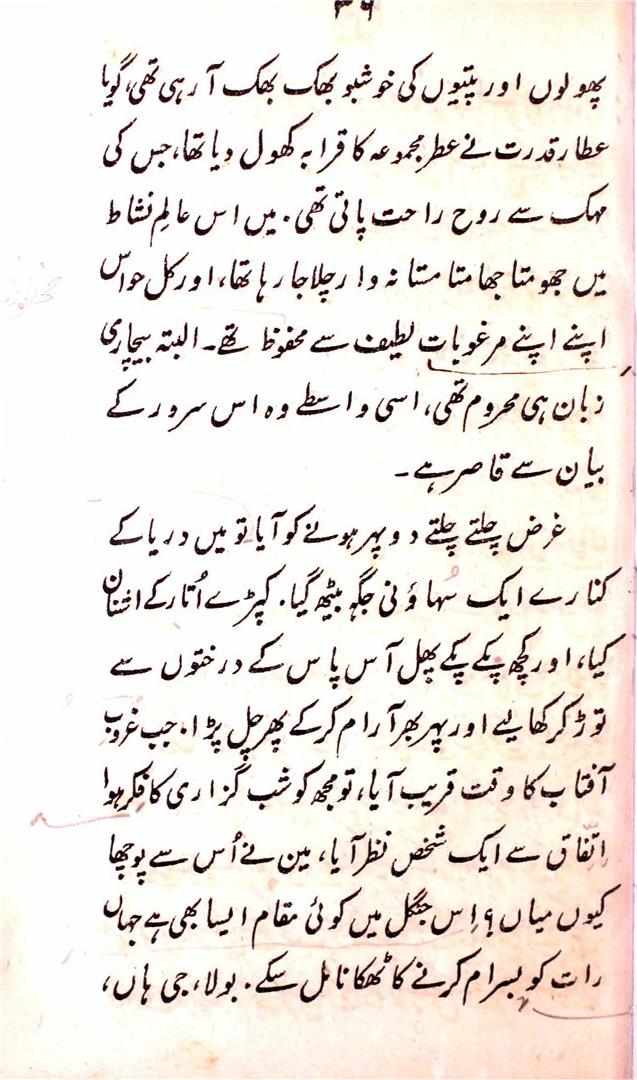 ۳۶
پھولوں اور پتیوں کی خوشبو بھک بھک آ رہی تھی، گویا
عطار قدرت نے عطر مجموعہ کا قرابہ کھول دیا تھا، جس کی
مہک سے روح راحت پاتی تھی. میں اس عالمِ نشاط
میں جھومتا جھامتا مستانہ وار چلا جا رہا تھا، اور کل حواس
اپنے اپنے مرغوبات لطیف سے محفوظ تھے۔ البتہ بیچاری
زبان ہی محروم تھی، اسی واسطے وہ اس سرور کے
بیان سے قاصر ہے۔
غرض چلتے چلتے دوپہر ہونے کو آیا تو میں دریا کے
کنارے ایک سُہاؤنی جگہ بیٹھ گیا. کپڑے اُتار کے اشنان
کیا، اور کچھ پکے پکے پھل آس پاس کے درختوں سے
توڑ کر کھالیے اور پہر بھر آرام کر کے پھر چل پڑا. جب غروبِ
آفتاب کا وقت قریب آیا، تو مجھ کو شب گزاری کا فکر ہوا
اتفاق سے ایک شخص نظر آیا، مین نے اُس سے پوچھا
کیوں میاں؟ اِس جنگل میں کوئی مقام ایسا بھی ہے جہاں
رات کو بسرام کرنے کا ٹھکانا مل سکے. بولا، جی ہاں،